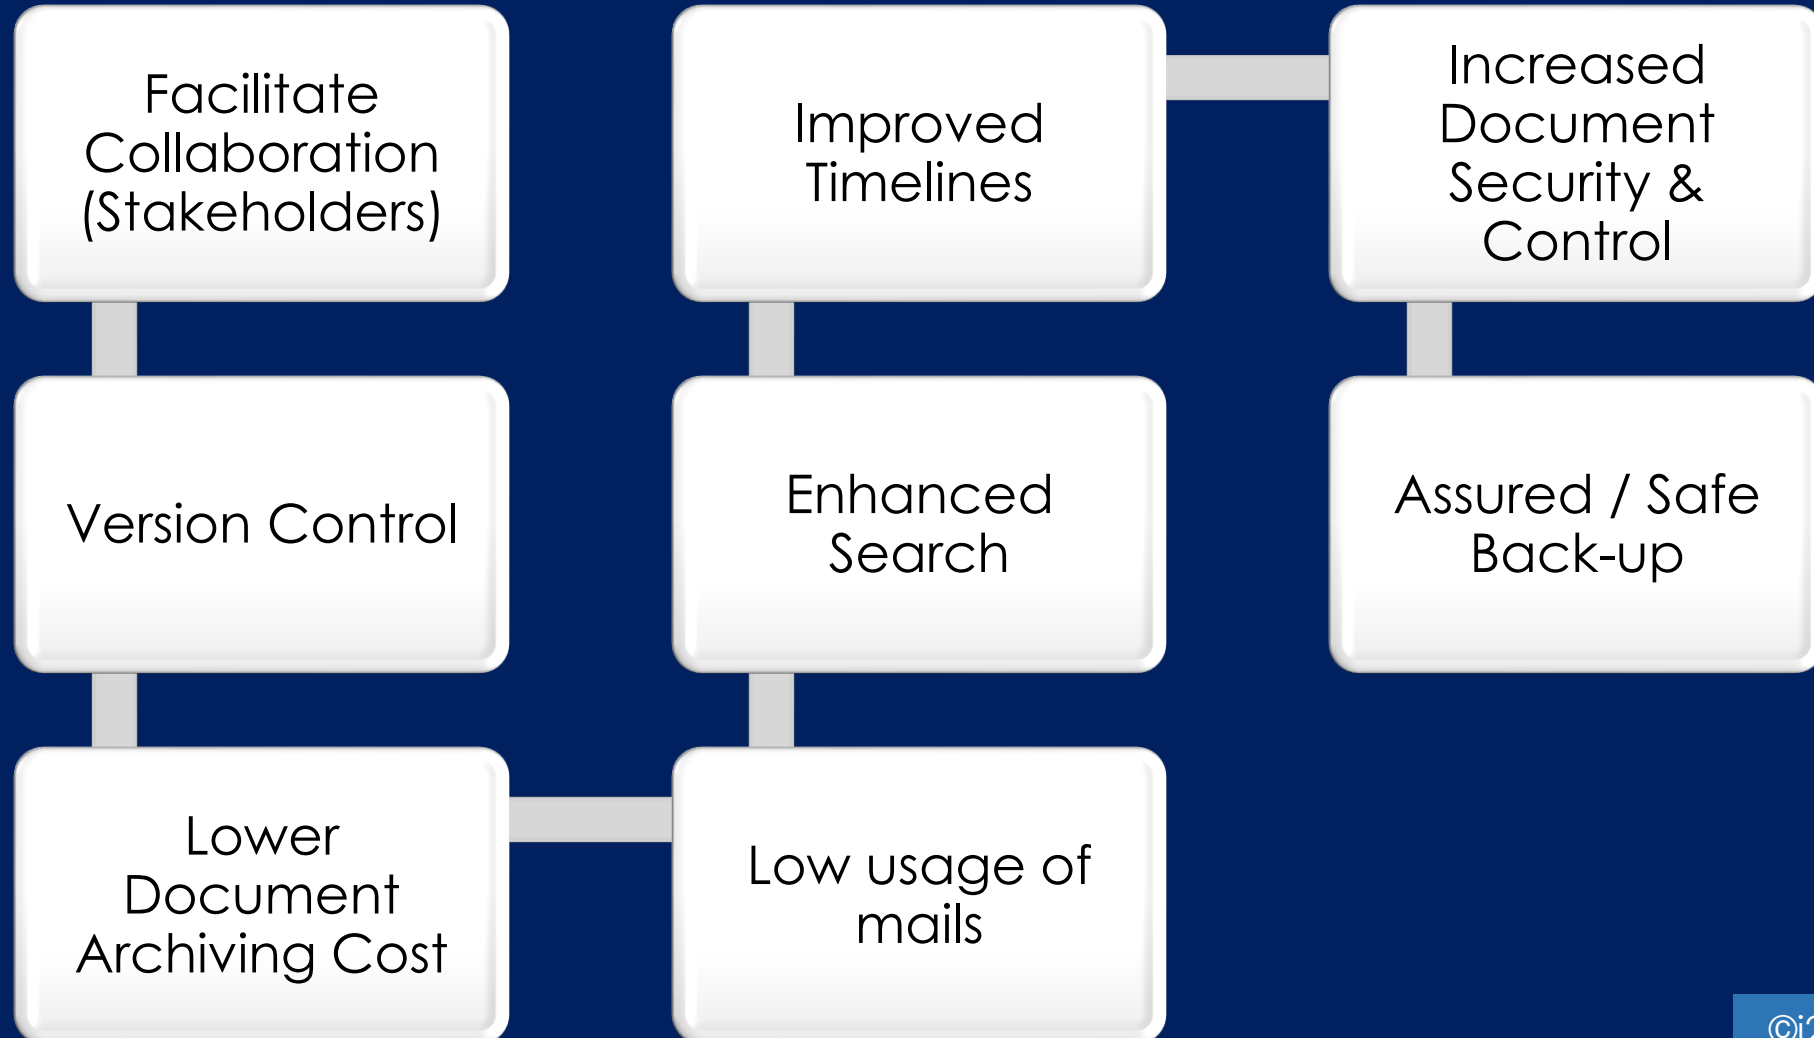 Facilitate
Collaboration
(Stakeholders)
Version Control
Lower
Document
Archiving Cost
Low usage of
mails
Enhanced
Search
Improved
Timelines
Increased
Document
Security &
Control
Assured / Safe
Back-up